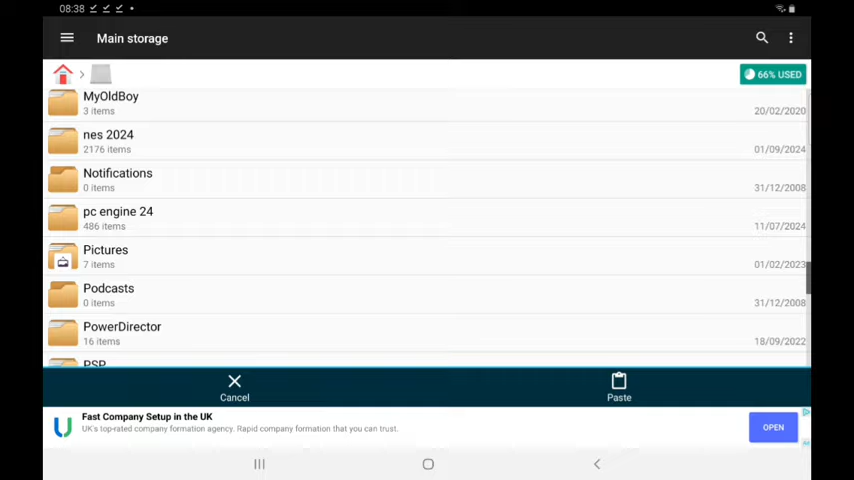 08:38
Main storage
66% USED
MyOldBoy
3 items
20/02/2020
nes 2024
2176 items
01/09/2024
Notifications
0 items
31/12/2008
pc engine 24
486 items
11/07/2024
Pictures
7 items
01/02/2023
Podcasts
0 items
31/12/2008
PowerDirector
16 items
18/09/2022
PSP
Cancel
Paste
Fast Company Setup in the UK
UK's top-rated company formation agency. Rapid company formation that you can trust.
OPEN